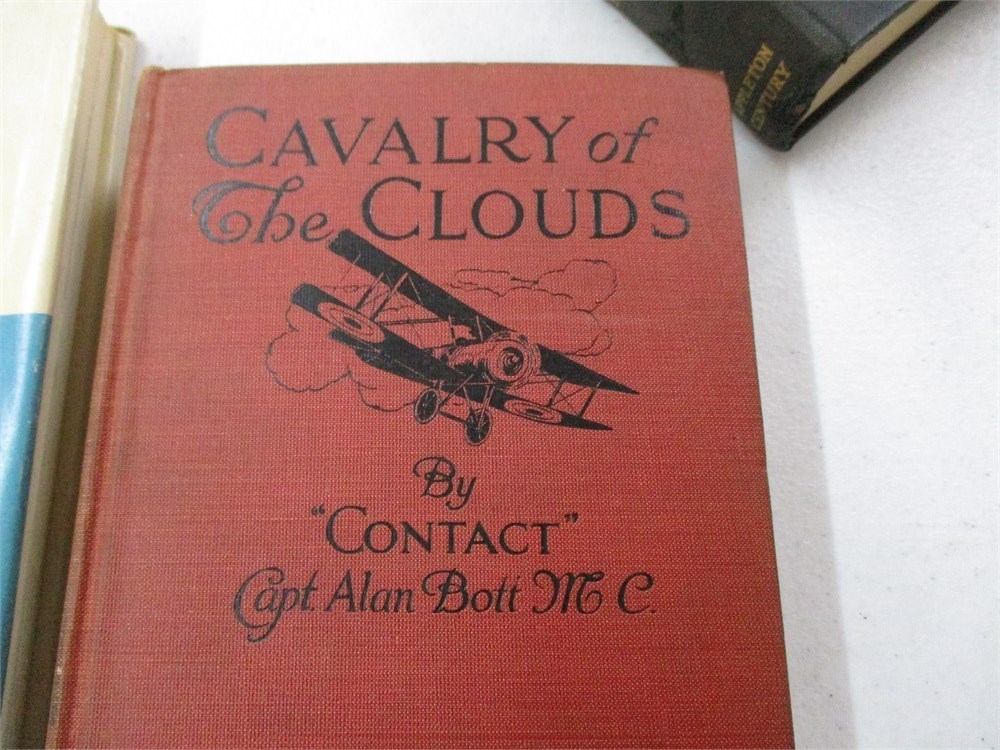 CAVALRY of
The CLOUDS
By
"CONTACT"
Capt. Alan Bott M C.